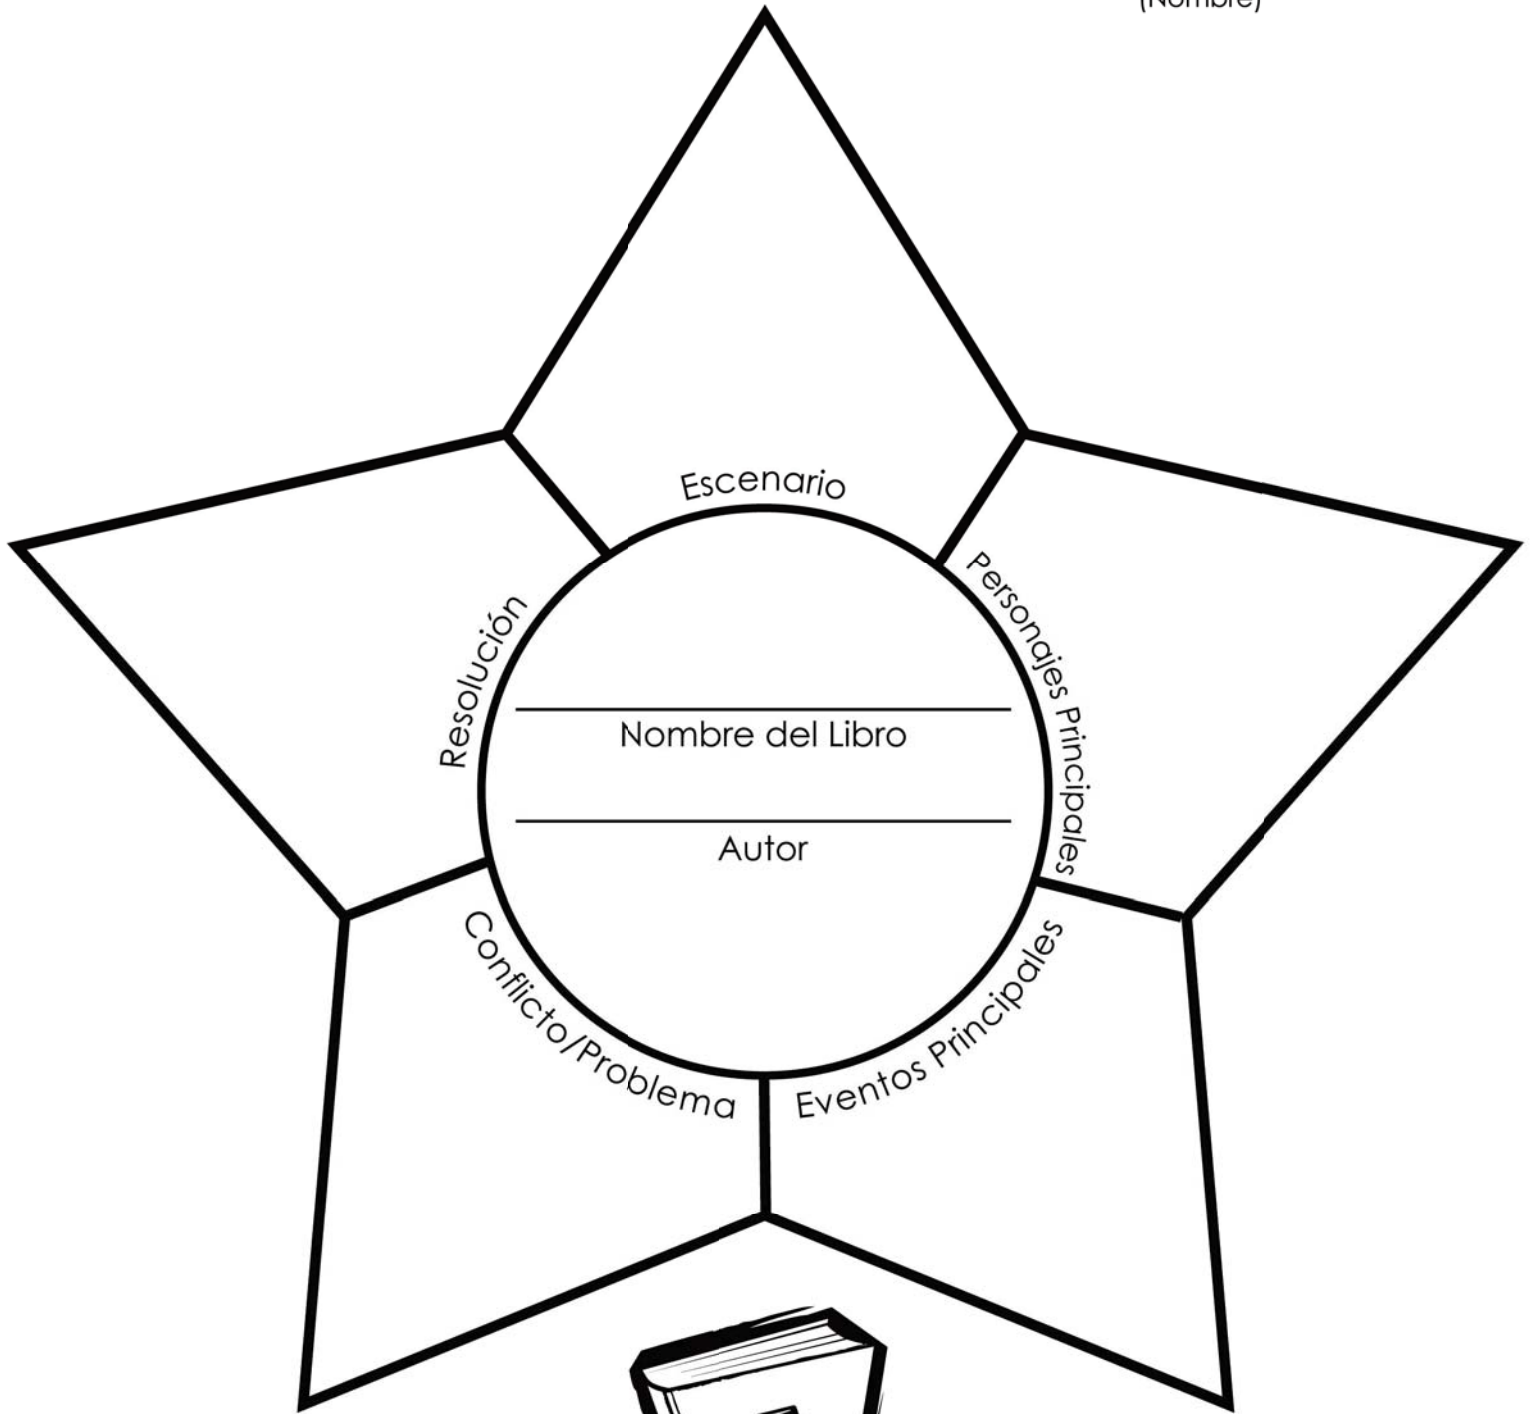 (Nombre)
Escenario
Personajes Principales
Resolución
Nombre del Libro
Autor
Conflicto/Problema
Eventos Principales